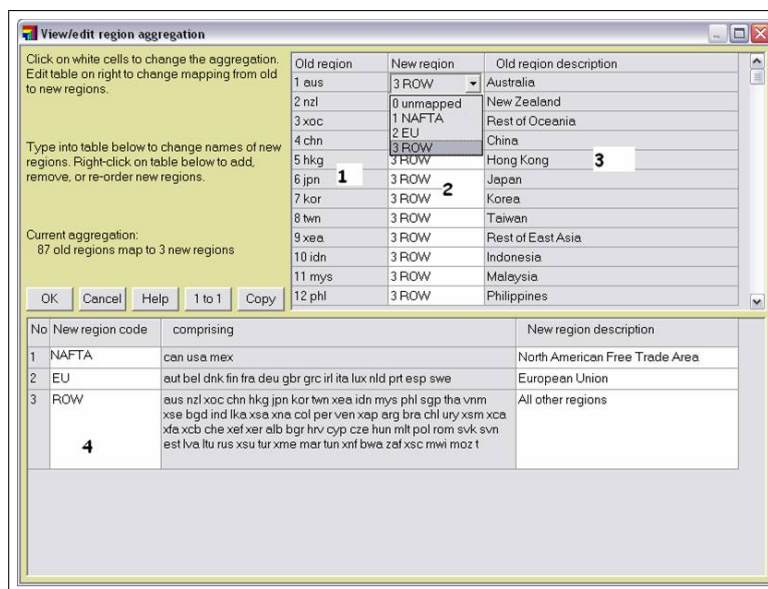 View/edit region aggregation
Click on white cells to change the aggregation.
Edit table on right to change mapping from old
to new regions.
Type into table below to change names of new
regions. Right-click on table below to add,
remove, or re-order new regions.
Current aggregation:
87 old regions map to 3 new regions
OK Cancel Help 1 to 1 Copy
Old region New region Old region description
1 aus 3 ROW Australia
2 nzl 0 unmapped New Zealand
3 xoc 1 NAFTA Rest of Oceania
4 chn 2 EU China
3 ROW
5 hkg 3 ROW Hong Kong 3
6 jpn 1 3 ROW 2 Japan
7 kor 3 ROW Korea
8 twn 3 ROW Taiwan
9 xea 3 ROW Rest of East Asia
10 idn 3 ROW Indonesia
11 mys 3 ROW Malaysia
12 phl 3 ROW Philippines
No New region code comprising New region description
1 NAFTA can usa mex North American Free Trade Area
2 EU aut bel dnk fin fra deu gbr grc irl ita lux nld prt esp swe European Union
3 ROW aus nzl xoc chn hkg jpn kor twn xea idn mys phl sgp tha vnm All other regions
xse bgd ind lka xsa xna col per ven xap arg bra chl ury xsm xca
xfa xcb che xef xer alb bgr hrv cyp cze hun mlt pol rom svk svn
4 est lva ltu rus xsu tur xme mar tun xnf bwa zaf xsc mwi moz t